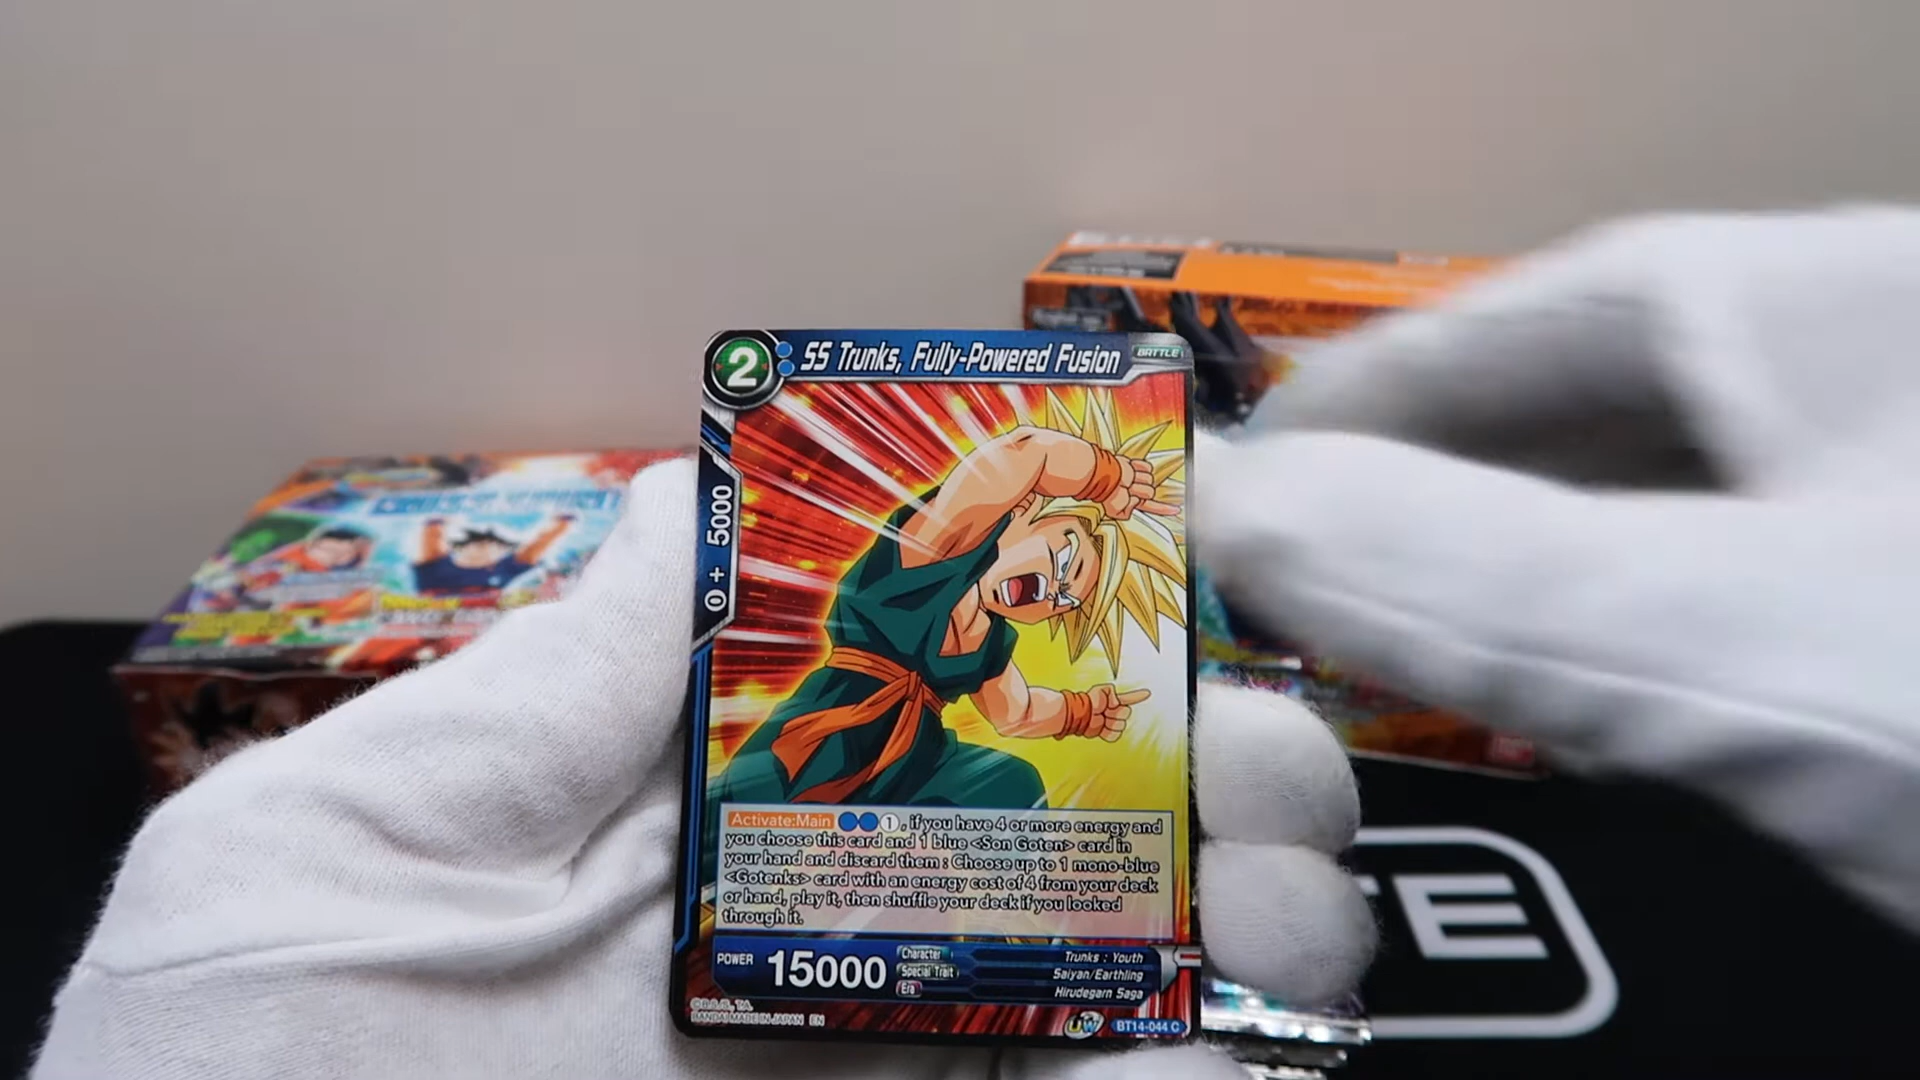 2
SS Trunks, Fully-Powered Fusion
BATTLE
0 + 5000
Activate:Main 1, if you have 4 or more energy and
you choose this card and 1 blue <Son Goten> card in
your hand and discard them : Choose up to 1 mono-blue
<Gotenks> card with an energy cost of 4 from your deck
or hand, play it, then shuffle your deck if you looked
through it.
POWER 15000
Character Trunks : Youth
Special Trait Saiyan/Earthling
Era Hirudegarn Saga
©B.S./S., T.A.
BANDAI MADE IN JAPAN EN
UW BT14-044 C
TE